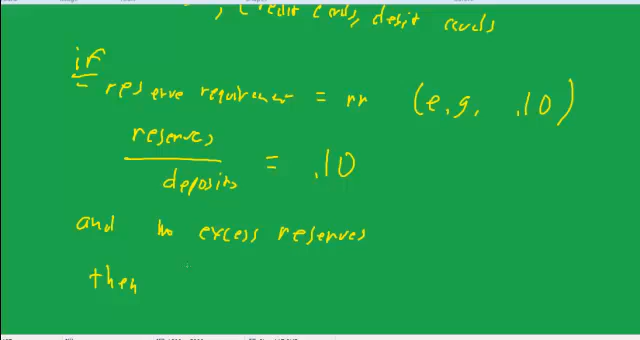 , credit cards, debit cards
if
reserve requirement = rr (e.g. .10)
reserves
deposits = .10
and no excess reserves
then